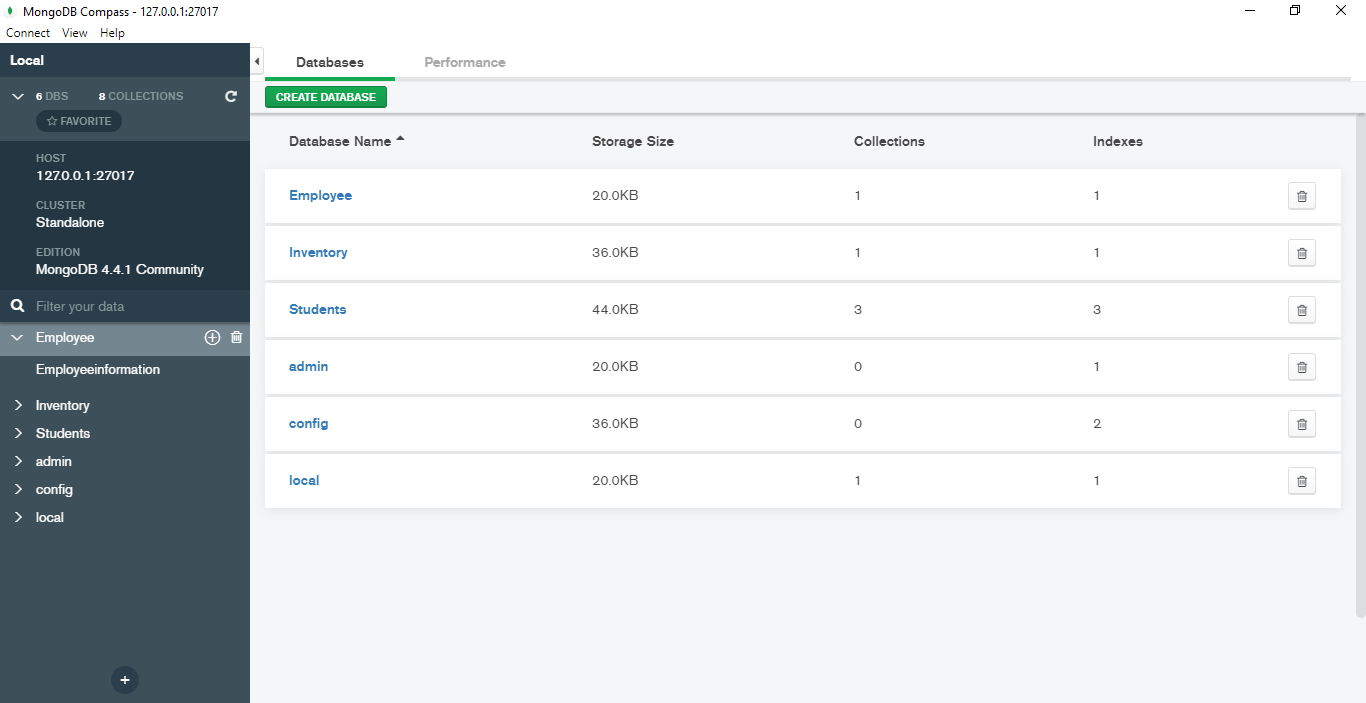 MongoDB Compass - 127.0.0.1:27017
Connect View Help
Local
6 DBS 8 COLLECTIONS
FAVORITE
HOST
127.0.0.1:27017
CLUSTER
Standalone
EDITION
MongoDB 4.4.1 Community
Filter your data
Employee
Employeeinformation
Inventory
Students
admin
config
local
Databases Performance
CREATE DATABASE
Database Name Storage Size Collections Indexes
Employee 20.0KB 1 1
Inventory 36.0KB 1 1
Students 44.0KB 3 3
admin 20.0KB 0 1
config 36.0KB 0 2
local 20.0KB 1 1